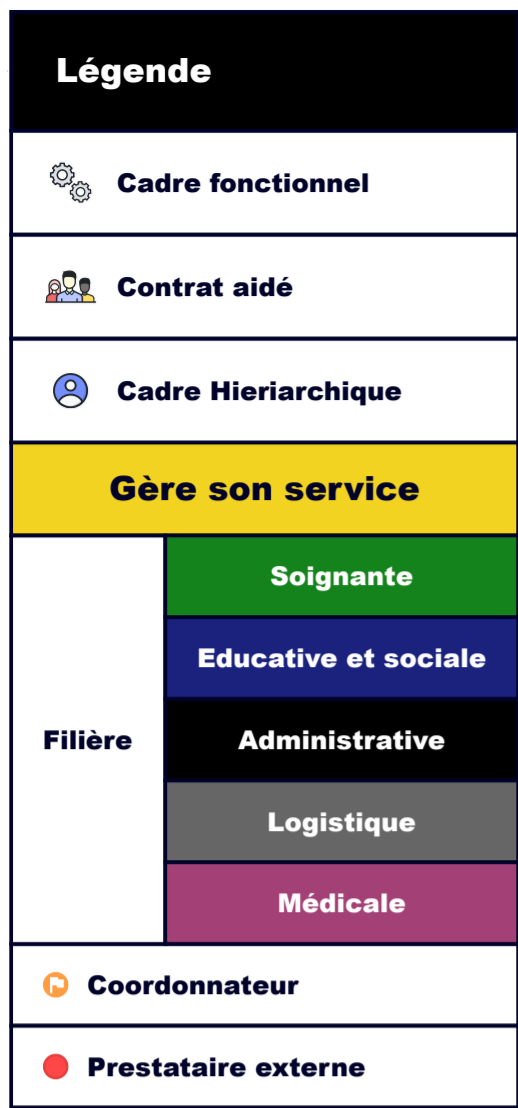 Légende
Cadre fonctionnel
Contrat aidé
Cadre Hieriarchique
Gère son service
Filière
Soignante
Educative et sociale
Administrative
Logistique
Médicale
Coordonnateur
Prestataire externe